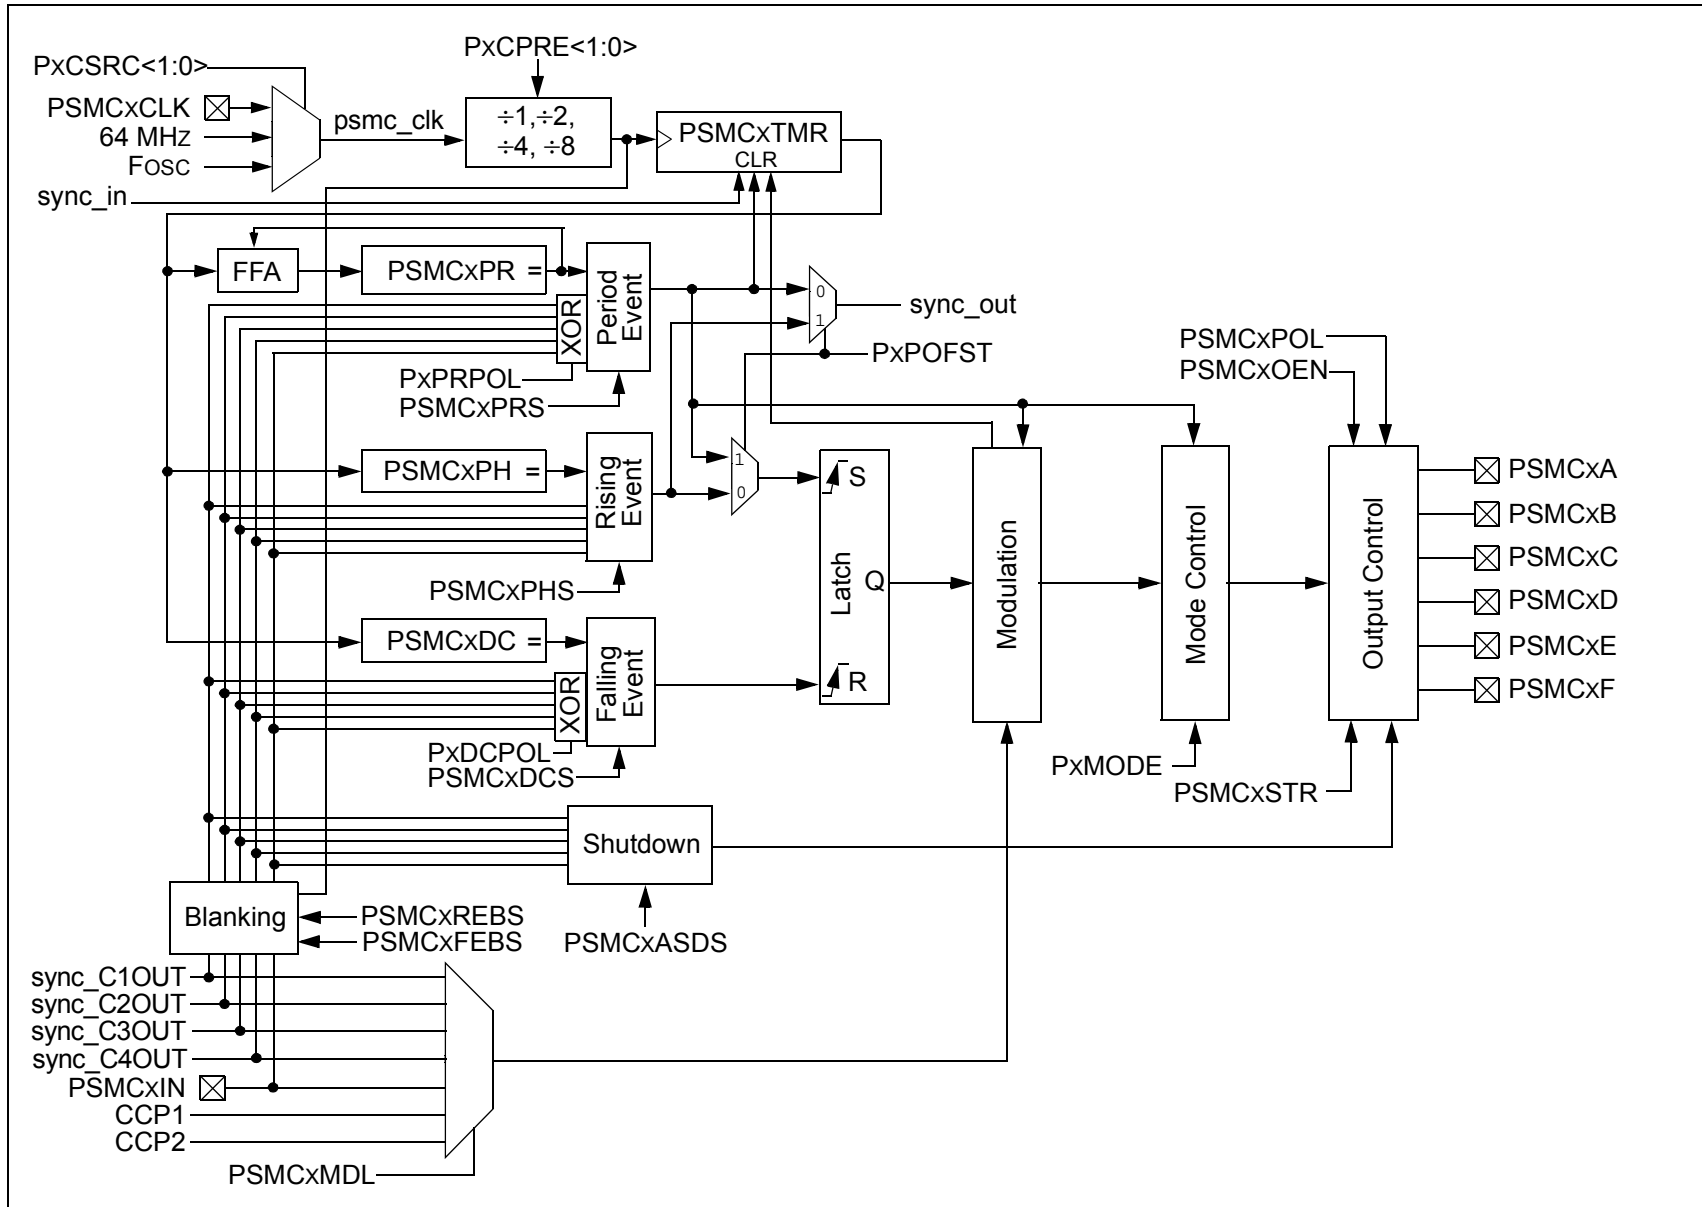 PxCPRE<1:0>
PxCSRC<1:0>
PSMCxCLK
64 MHz
FOSC
sync_in
psmc_clk
÷1,÷2,
÷4, ÷8
PSMCxTMR
CLR
FFA
PSMCxPR =
XOR
Period
Event
PxPRPOL
PSMCxPRS
0
1
sync_out
PxPOFST
PSMCxPH =
Rising
Event
PSMCxPHS
1
0
PSMCxDC =
XOR
Falling
Event
PxDCPOL
PSMCxDCS
S
R
Latch
Q
Modulation
Mode Control
PxMODE
PSMCxPOL
PSMCxOEN
Output Control
PSMCxSTR
PSMCxA
PSMCxB
PSMCxC
PSMCxD
PSMCxE
PSMCxF
Shutdown
PSMCxASDS
Blanking
PSMCxREBS
PSMCxFEBS
sync_C1OUT
sync_C2OUT
sync_C3OUT
sync_C4OUT
PSMCxIN
CCP1
CCP2
PSMCxMDL